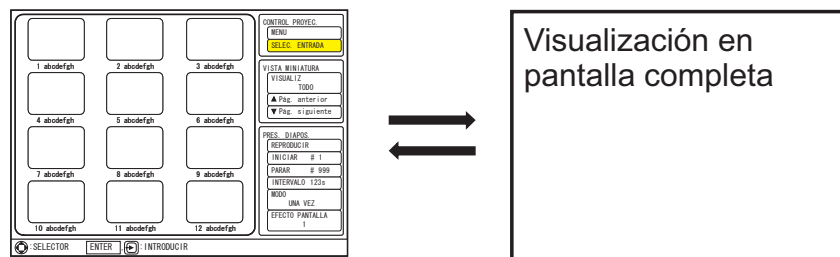 1 abcdefgh
2 abcdefgh
3 abcdefgh
4 abcdefgh
5 abcdefgh
6 abcdefgh
7 abcdefgh
8 abcdefgh
9 abcdefgh
10 abcdefgh
11 abcdefgh
12 abcdefgh
CONTROL PROYEC.
MENU
SELEC. ENTRADA
VISTA MINIATURA
VISUALIZ
TODO
▲ Pág. anterior
▼ Pág. siguiente
PRES. DIAPOS.
REPRODUCIR
INICIAR # 1
PARAR # 999
INTERVALO 123s
MODO
UNA VEZ
EFECTO PANTALLA
1
:SELECTOR ENTER , : INTRODUCIR
Visualización en
pantalla completa